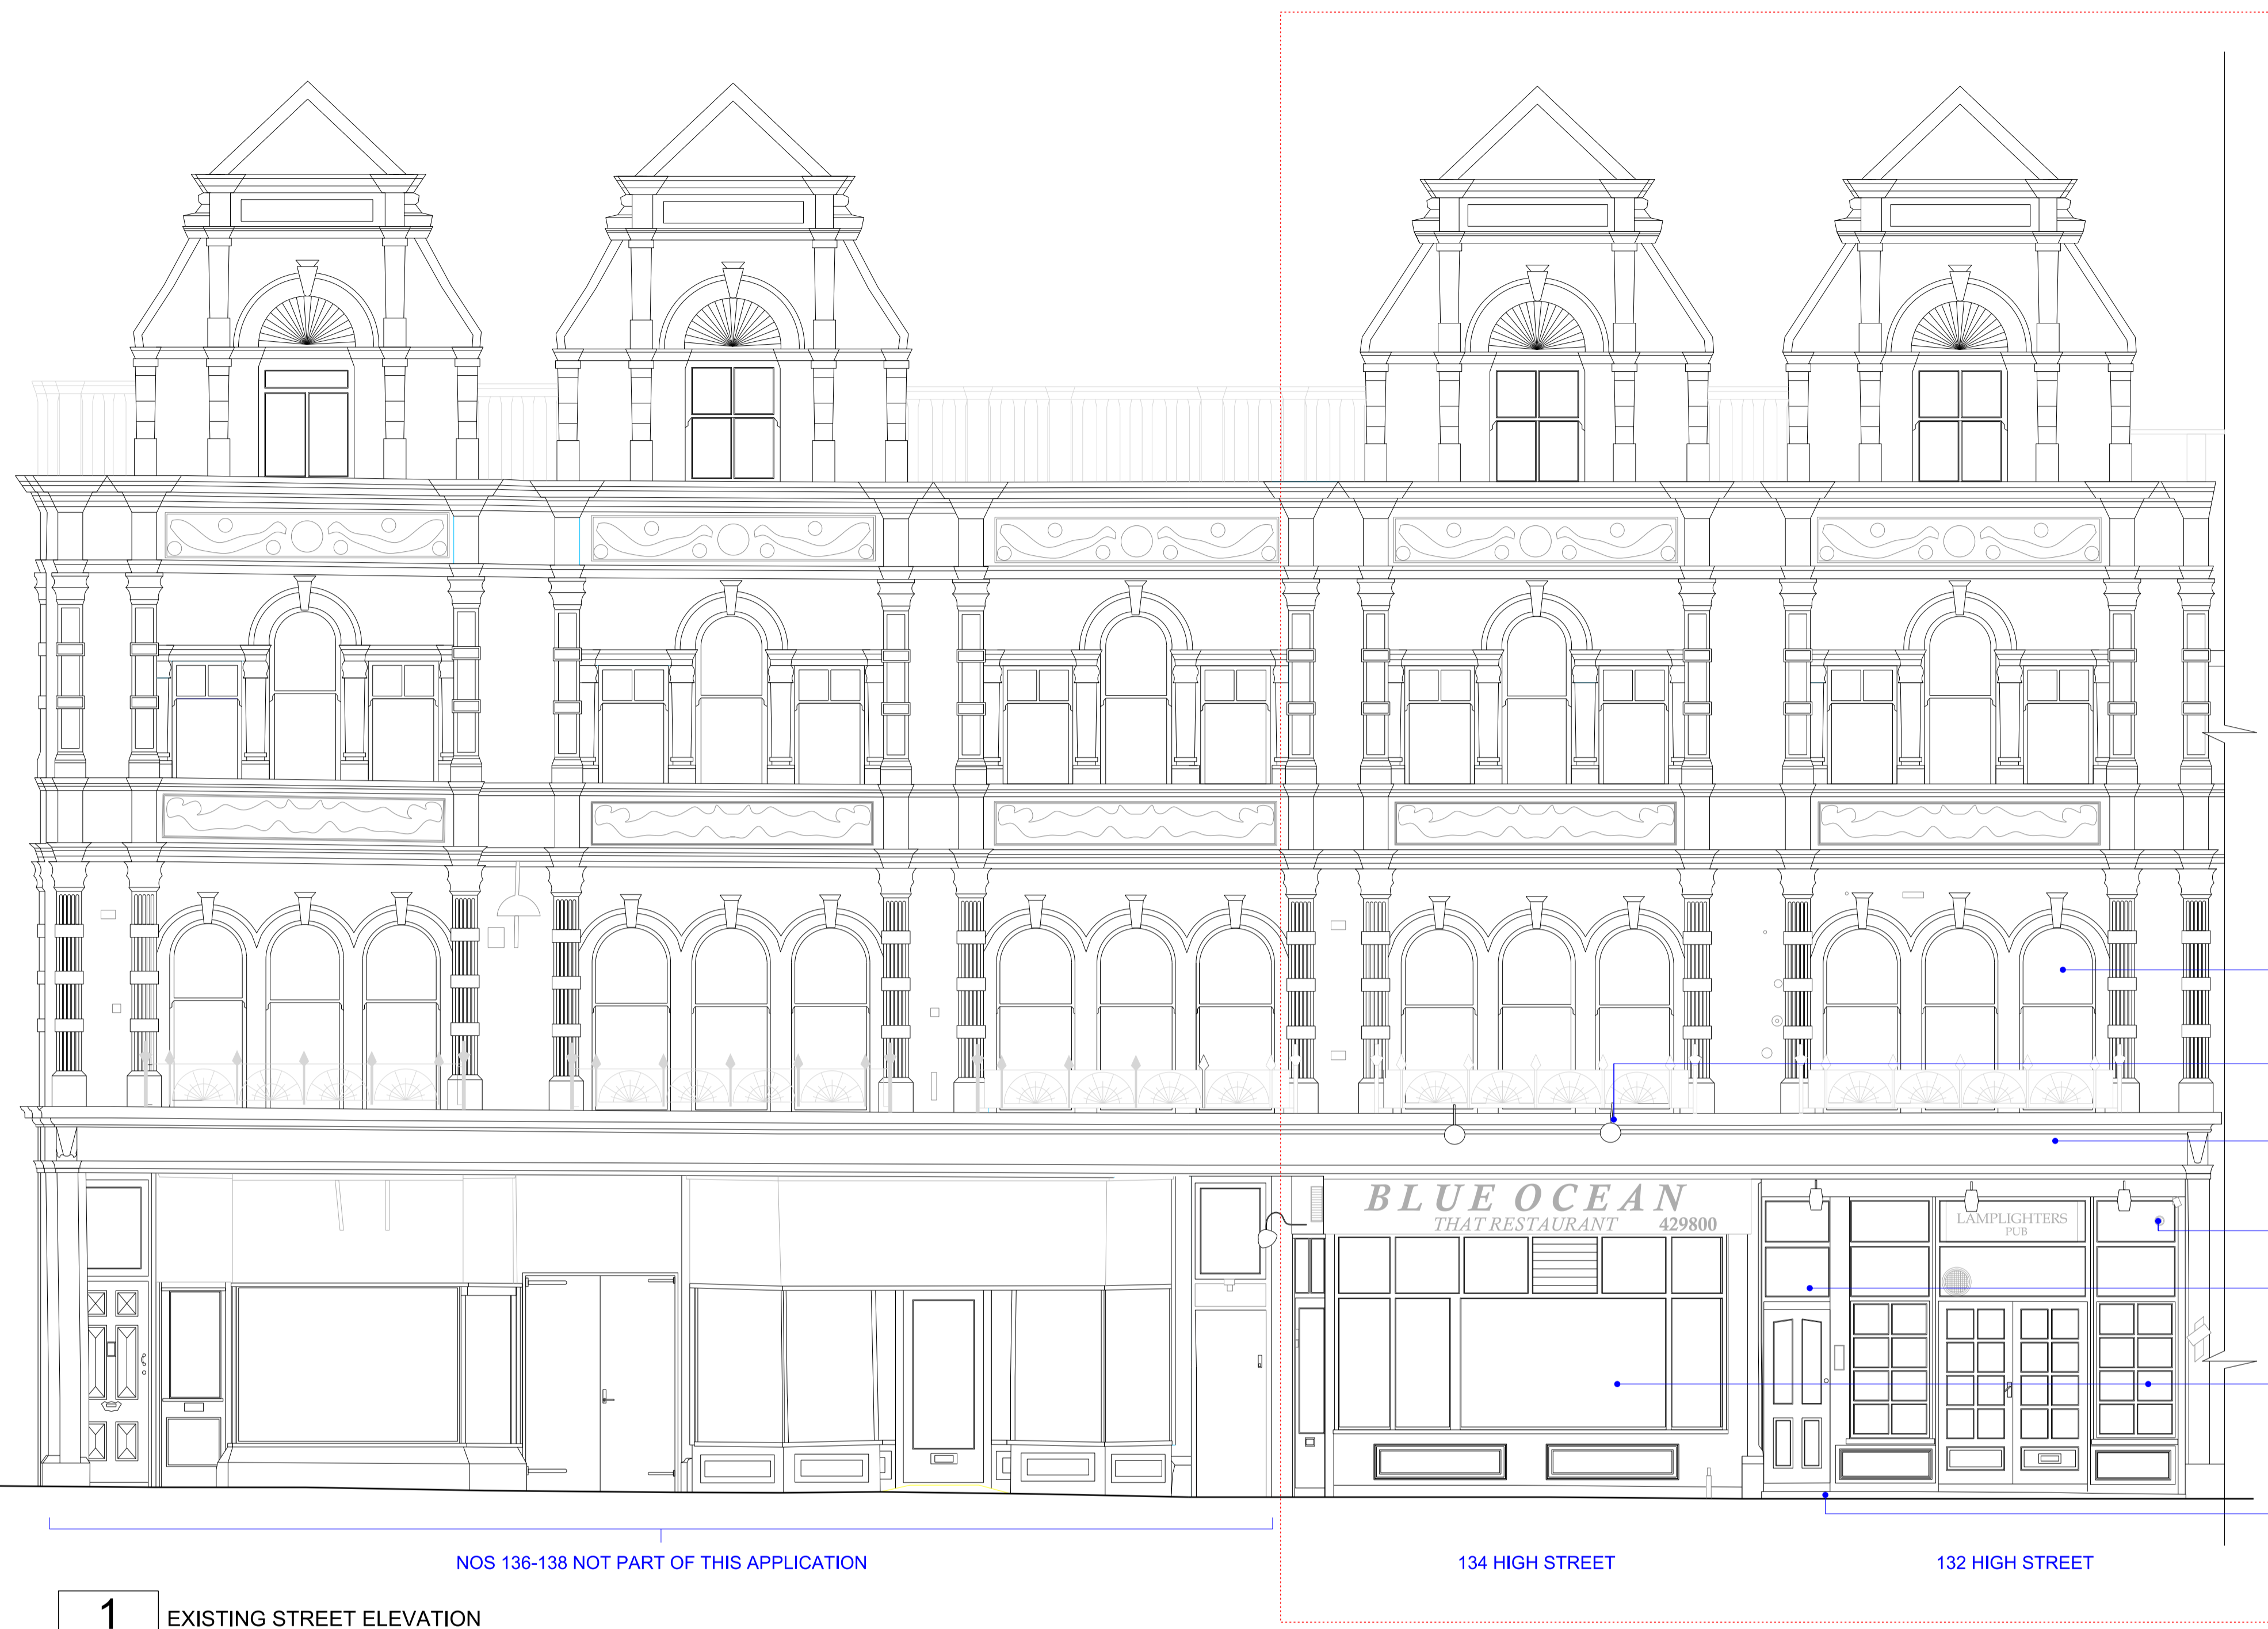 BLUE OCEAN
THAT RESTAURANT 429800
LAMPLIGHTERS
PUB
NOS 136-138 NOT PART OF THIS APPLICATION
134 HIGH STREET
132 HIGH STREET
1
EXISTING STREET ELEVATION